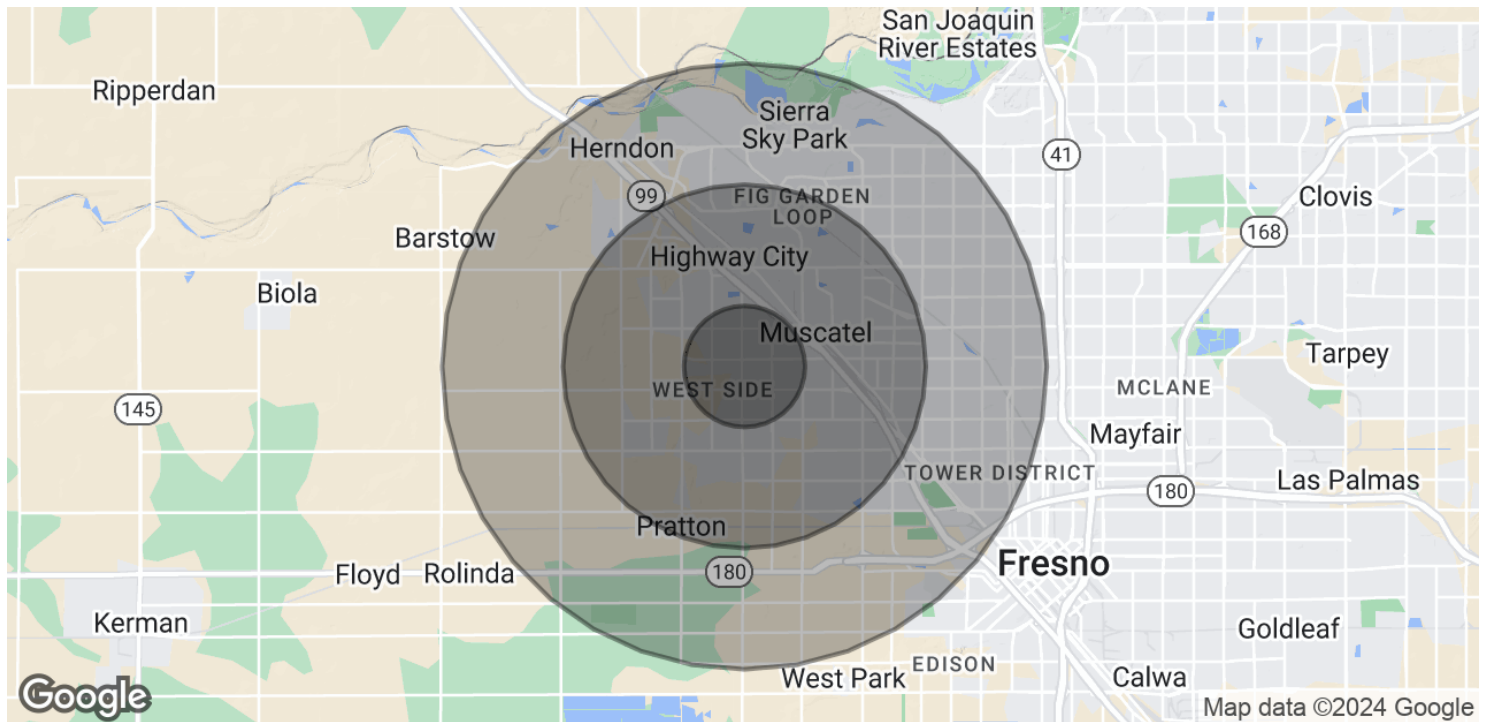 San Joaquin
River Estates
Ripperdan
Sierra
Sky Park
Herndon
41
99
FIG GARDEN
LOOP
Clovis
168
Barstow
Highway City
Biola
Muscatel
Tarpey
WEST SIDE
MCLANE
145
Mayfair
TOWER DISTRICT
Las Palmas
180
Pratton
Fresno
180
Floyd
Rolinda
Kerman
Goldleaf
EDISON
West Park
Calwa
Google
Map data ©2024 Google